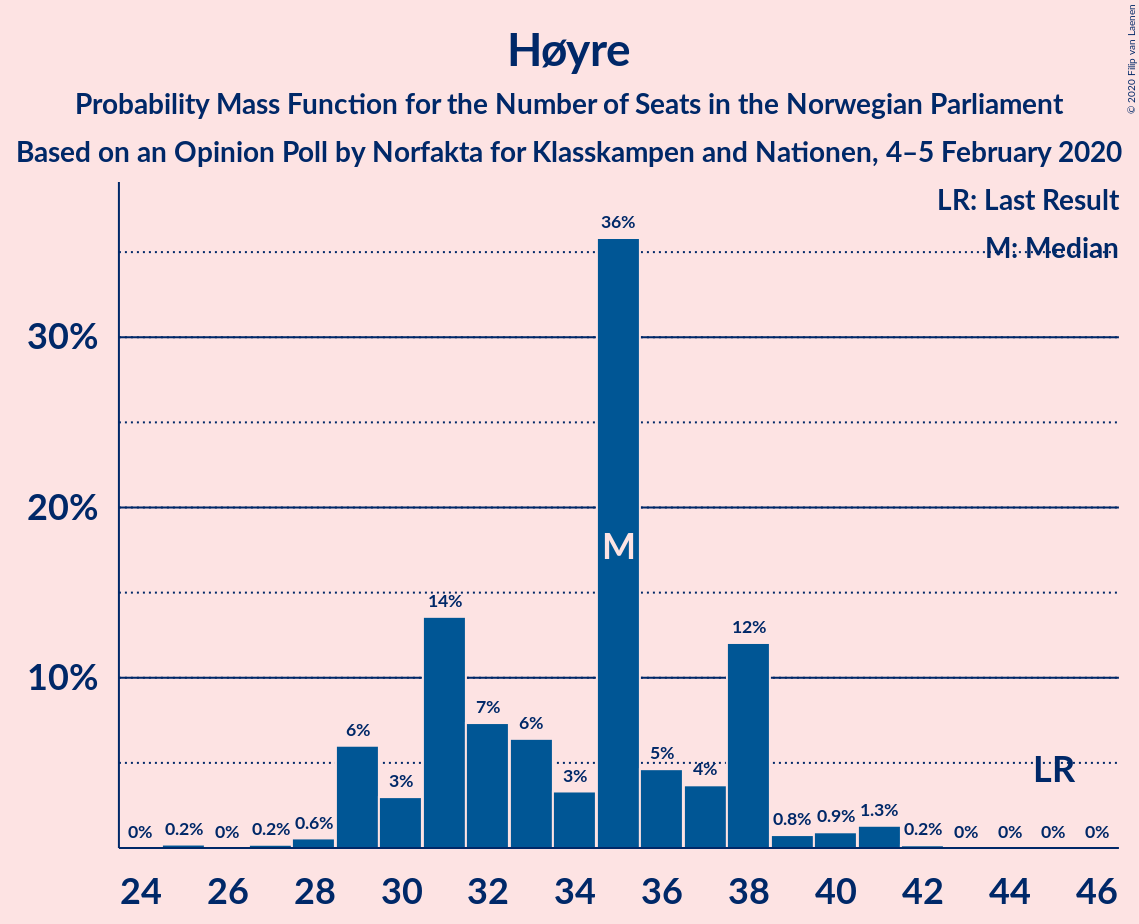 Høyre
Probability Mass Function for the Number of Seats in the Norwegian Parliament
Based on an Opinion Poll by Norfakta for Klasskampen and Nationen, 4–5 February 2020
© 2020 Filip van Laenen
LR: Last Result
M: Median
30%
20%
10%
0%
0.2%
0%
0.2%
0.6%
6%
3%
14%
7%
6%
3%
36%
5%
4%
12%
0.8%
0.9%
1.3%
0.2%
0%
0%
0%
0%
M
LR
24 26 28 30 32 34 36 38 40 42 44 46